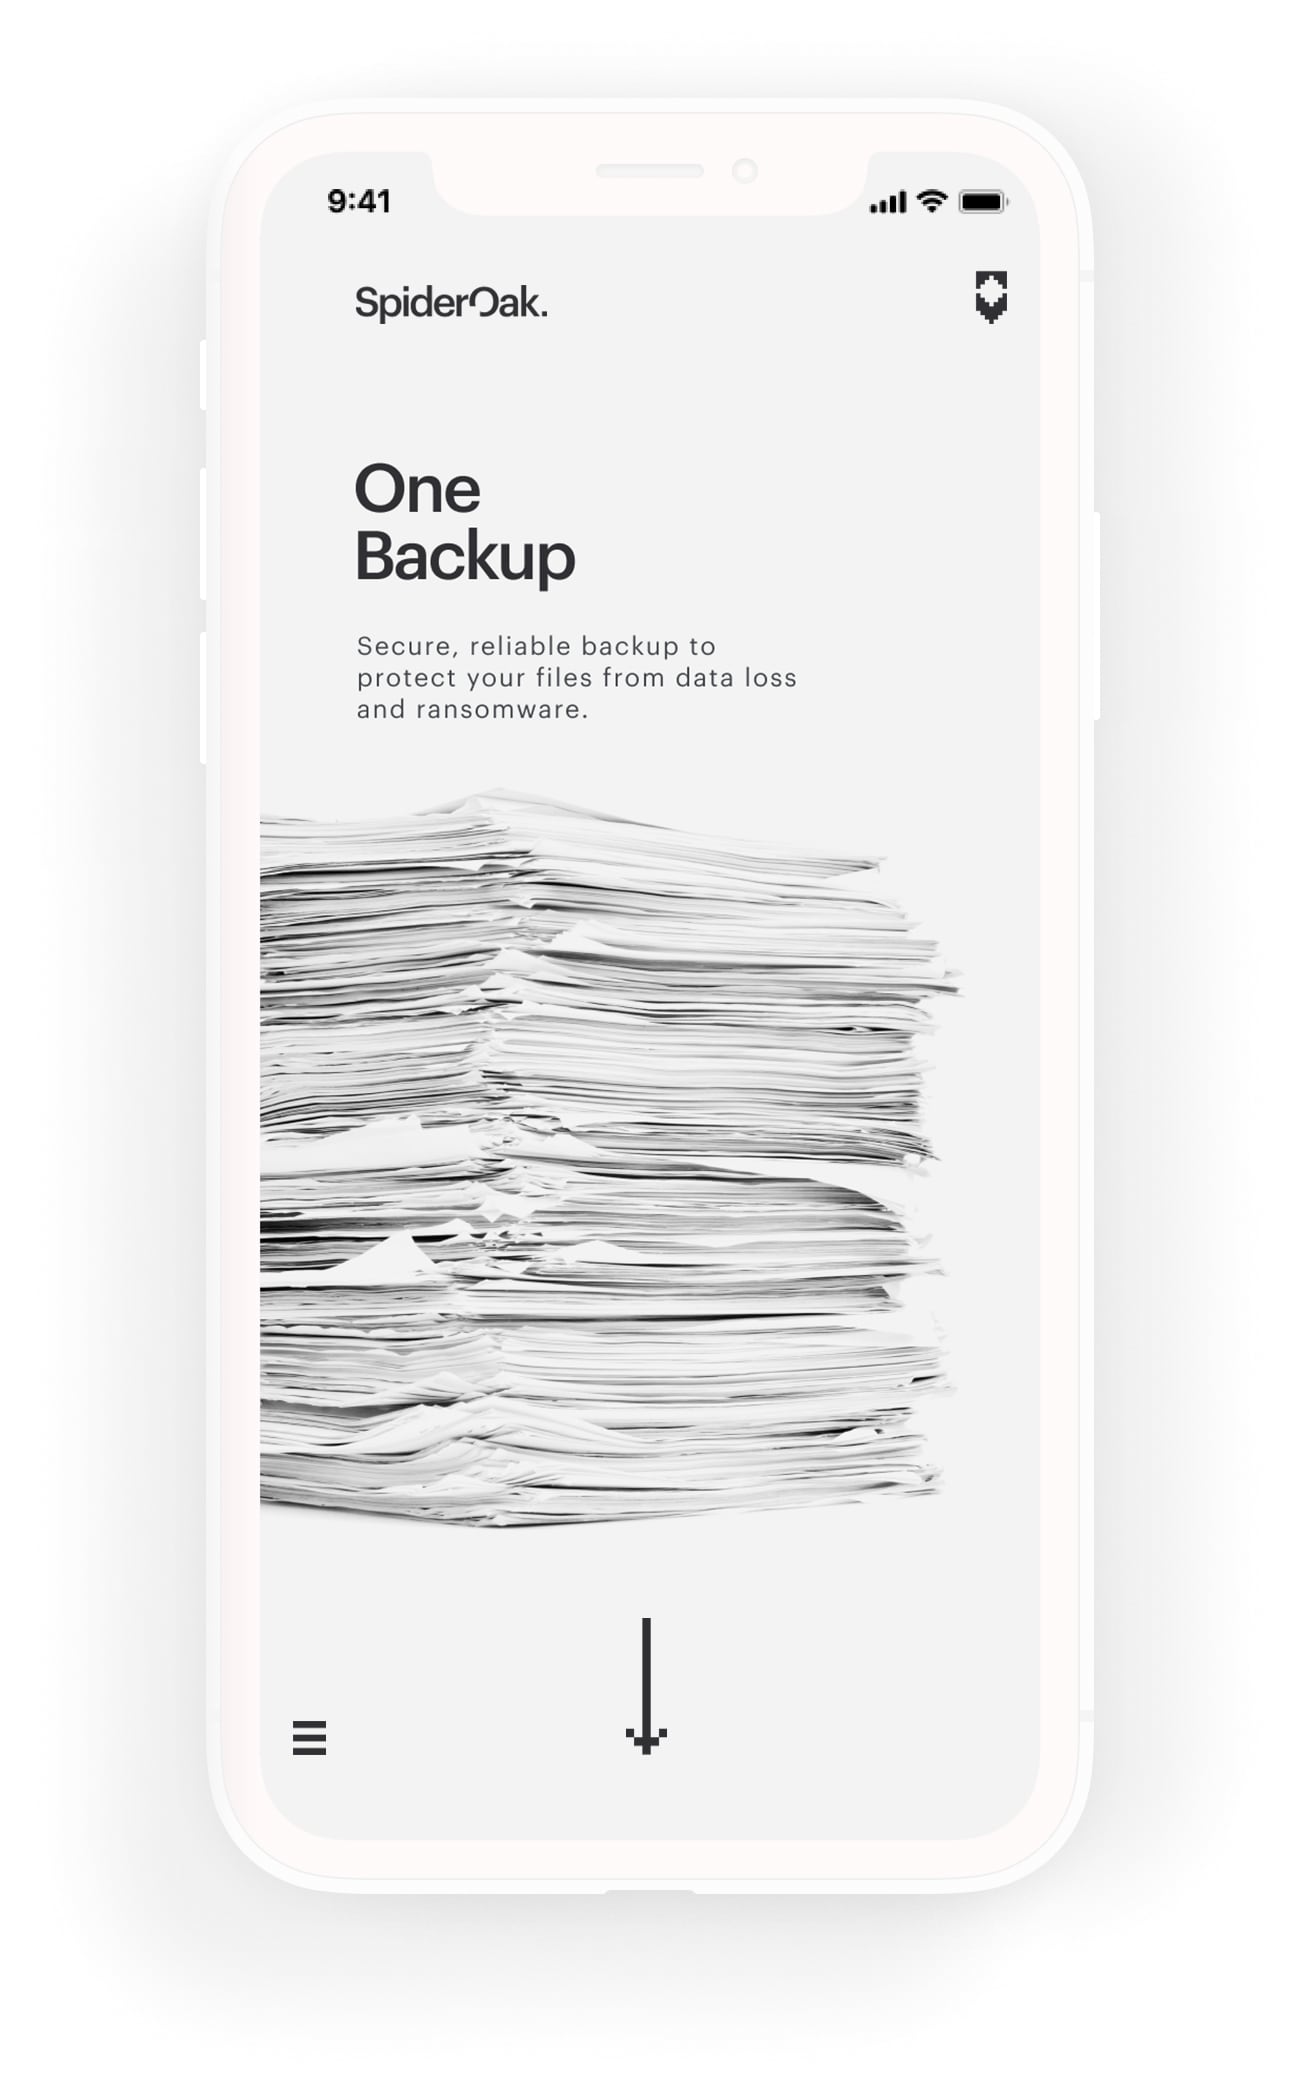 9:41
SpiderOak.
One
Backup
Secure, reliable backup to
protect your files from data loss
and ransomware.